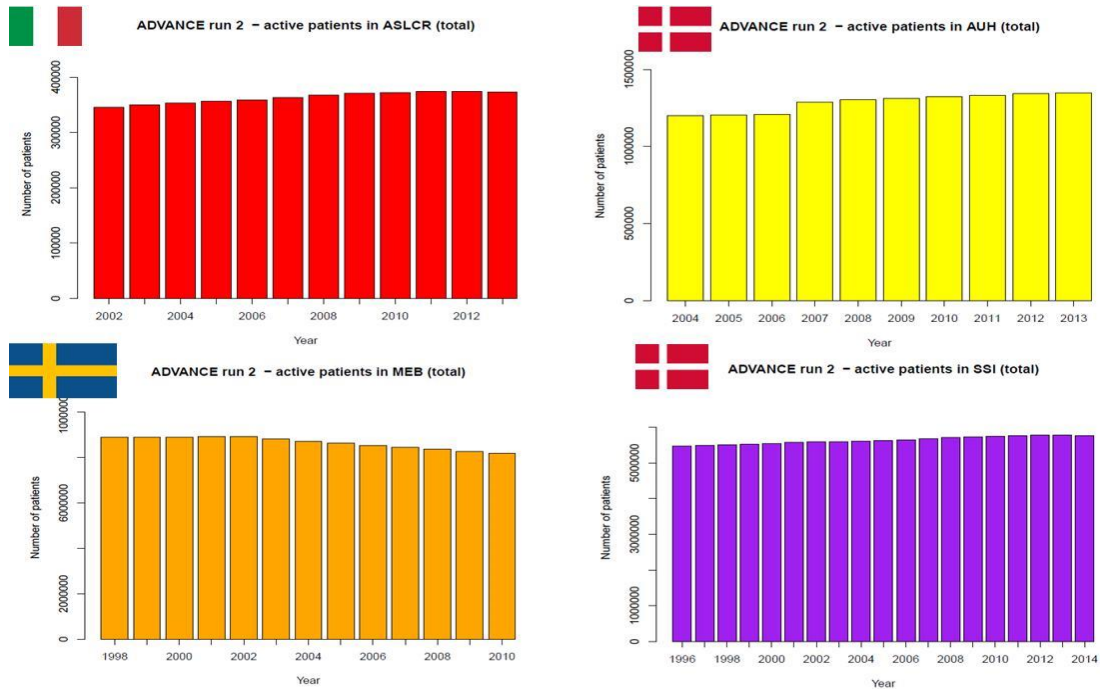 ADVANCE run 2 − active patients in ASLCR (total)
Number of patients
400000
300000
200000
100000
0
2002 2004 2006 2008 2010 2012
Year
ADVANCE run 2 − active patients in AUH (total)
Number of patients
1500000
1000000
500000
0
2004 2005 2006 2007 2008 2009 2010 2011 2012 2013
Year
ADVANCE run 2 − active patients in MEB (total)
Number of patients
1000000
6000000
2000000
0
1998 2000 2002 2004 2006 2008 2010
Year
ADVANCE run 2 − active patients in SSI (total)
Number of patients
5000000
3000000
1000000
0
1996 1998 2000 2002 2004 2006 2008 2010 2012 2014
Year